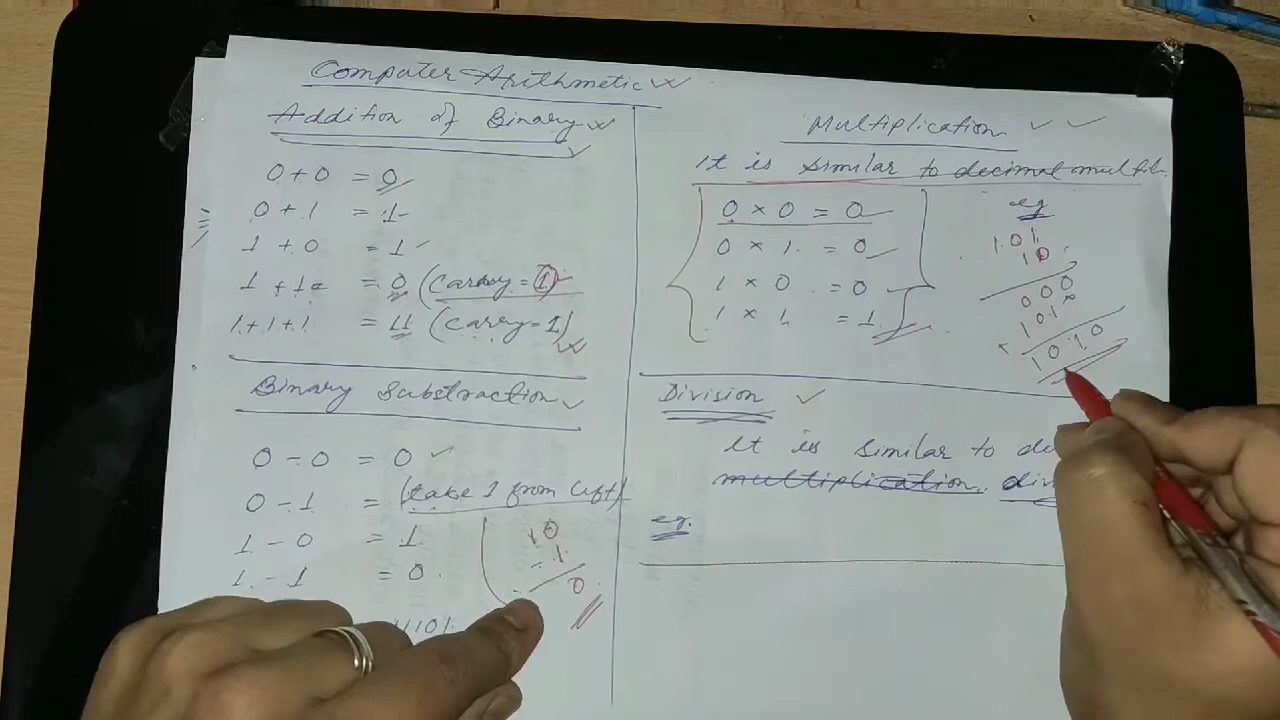 Computer Arithmetic
Addition of Binary
0 + 0 = 0
0 + 1 = 1
1 + 0 = 1
1 + 1 = 0 (Carry = 1)
1 + 1 + 1 = 11 (Carry = 1)
Binary Substraction
0 - 0 = 0
0 - 1 = (take 1 from left)
1 - 0 = 1
1 - 1 = 0
10
- 1
0
1101
Multiplication
It is similar to decimal multi
0 × 0 = 0
0 × 1 = 0
1 × 0 = 0
1 × 1 = 1
eg
101
10
000
101×
1010
Division
It is similar to de
multiplication. div
eg.